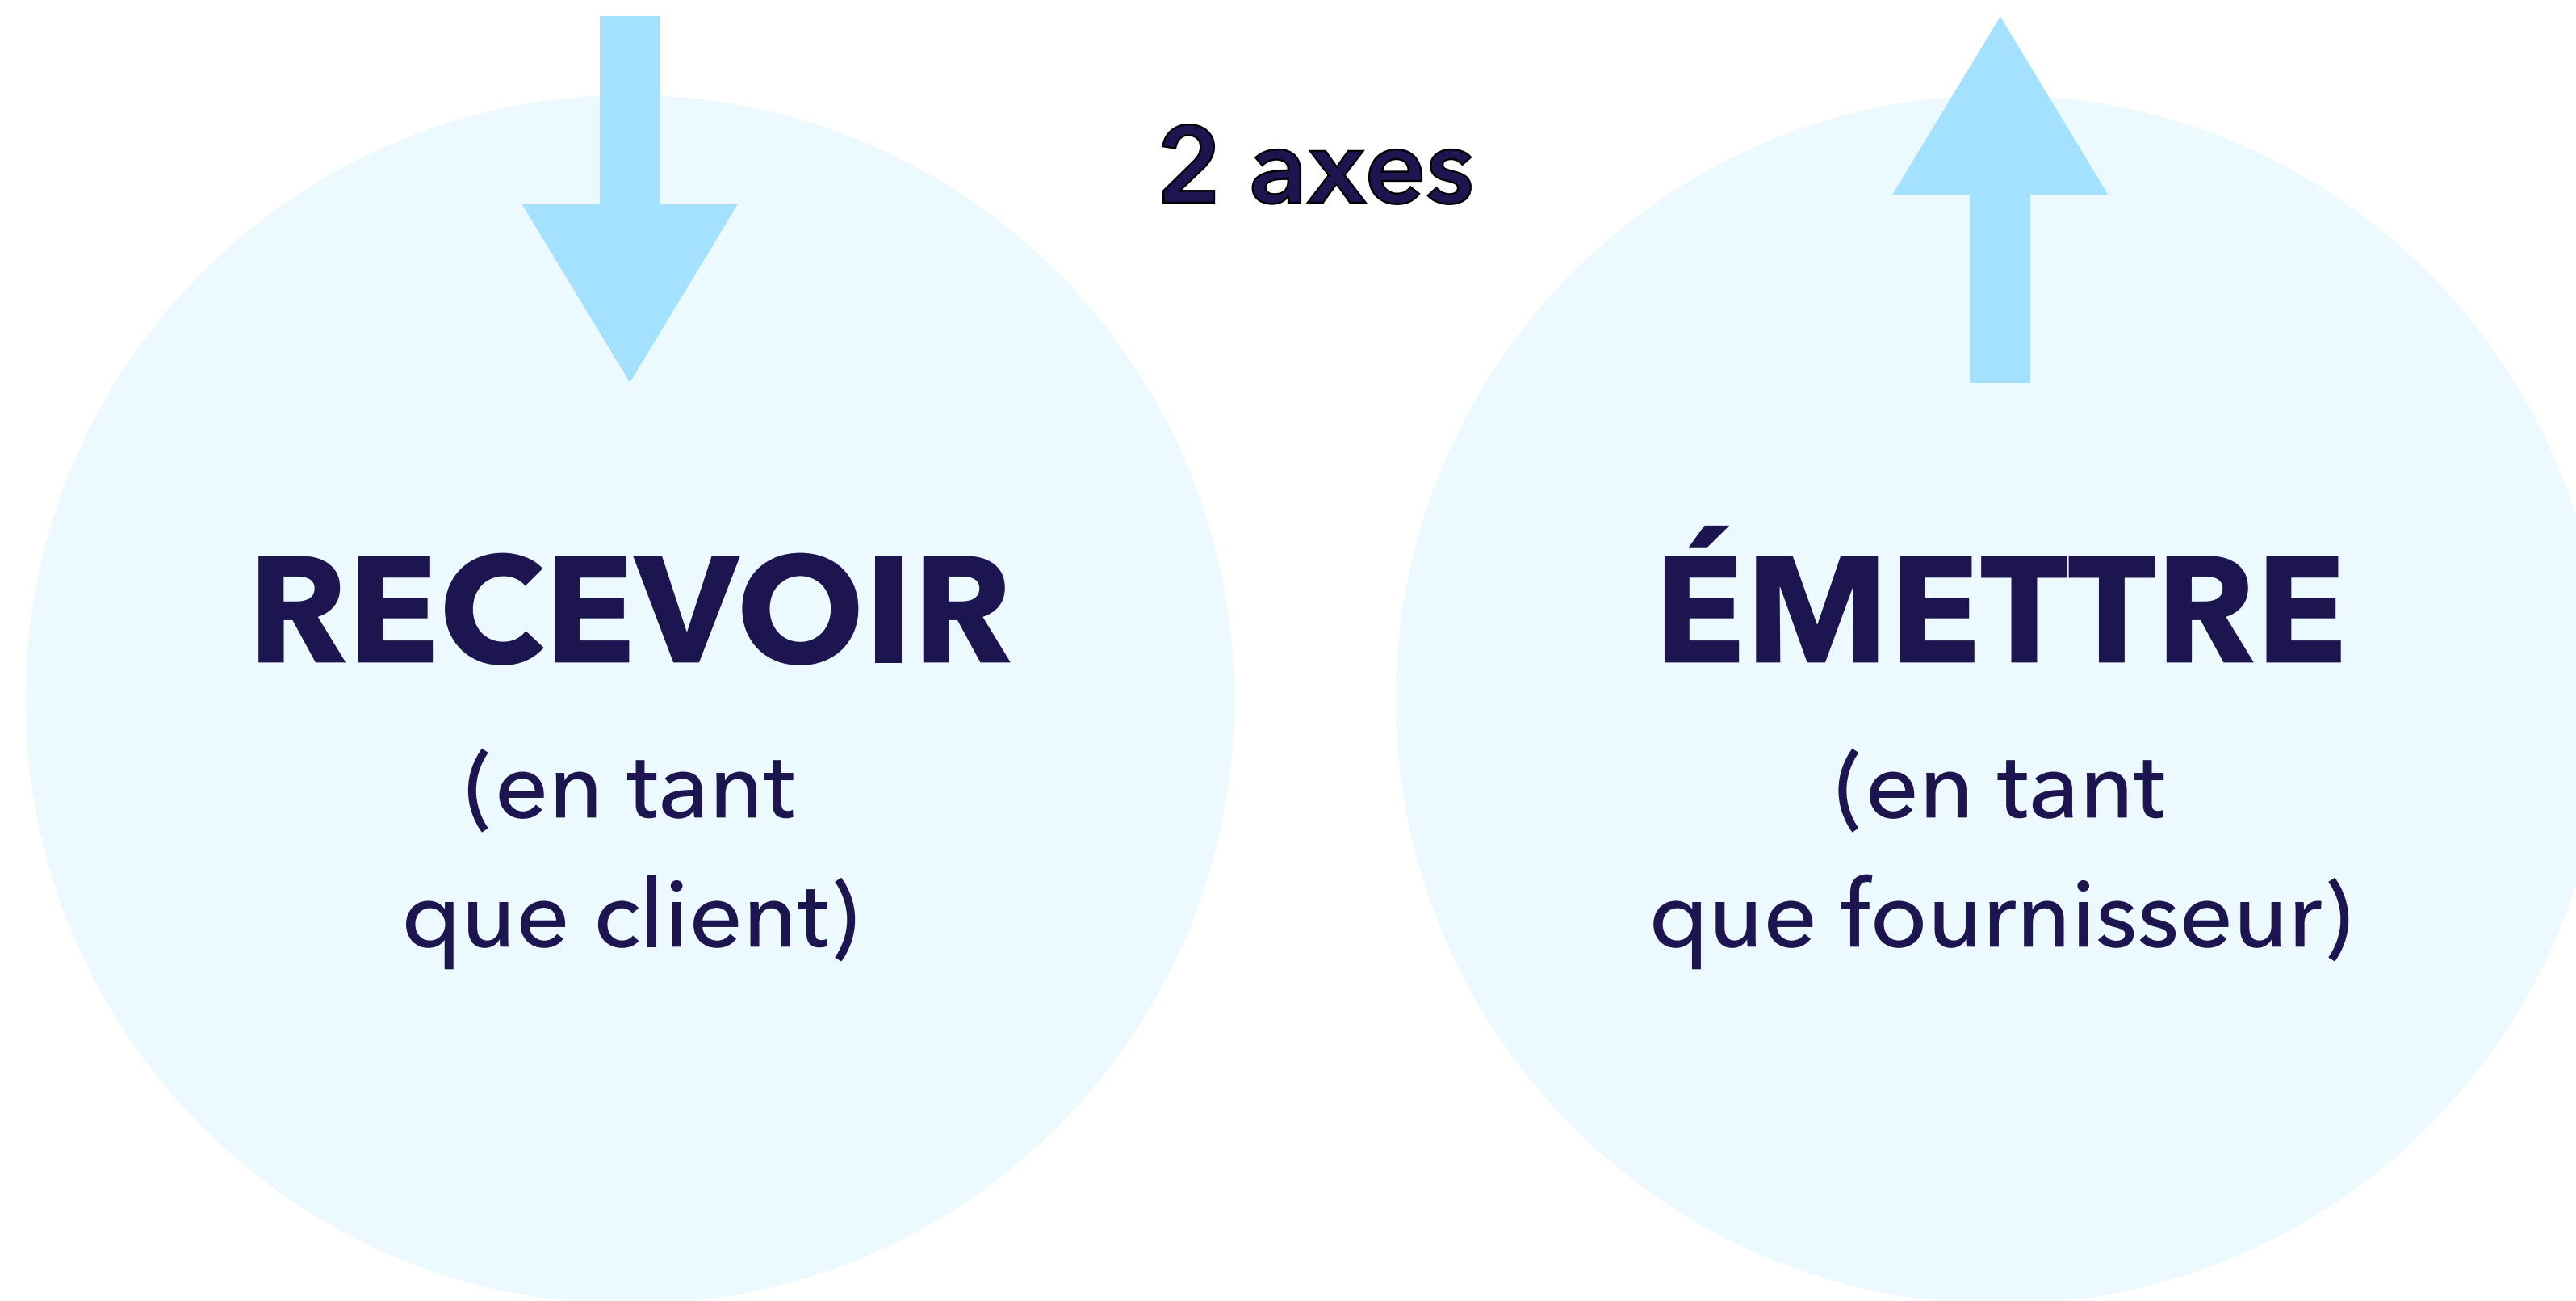 2 axes
RECEVOIR
(en tant
que client)
ÉMETTRE
(en tant
que fournisseur)